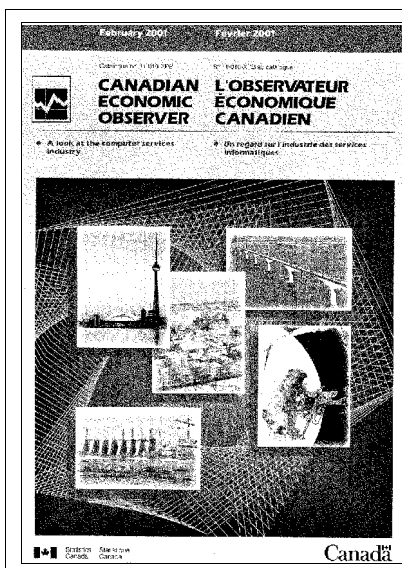 February 2001
Février 2001
CANADIAN
ECONOMIC
OBSERVER
L'OBSERVATEUR
ÉCONOMIQUE
CANADIEN
A look at the computer services
industry
Un regard sur l'industrie des services
informatiques
Statistics
Canada
Statistique
Canada
Canada